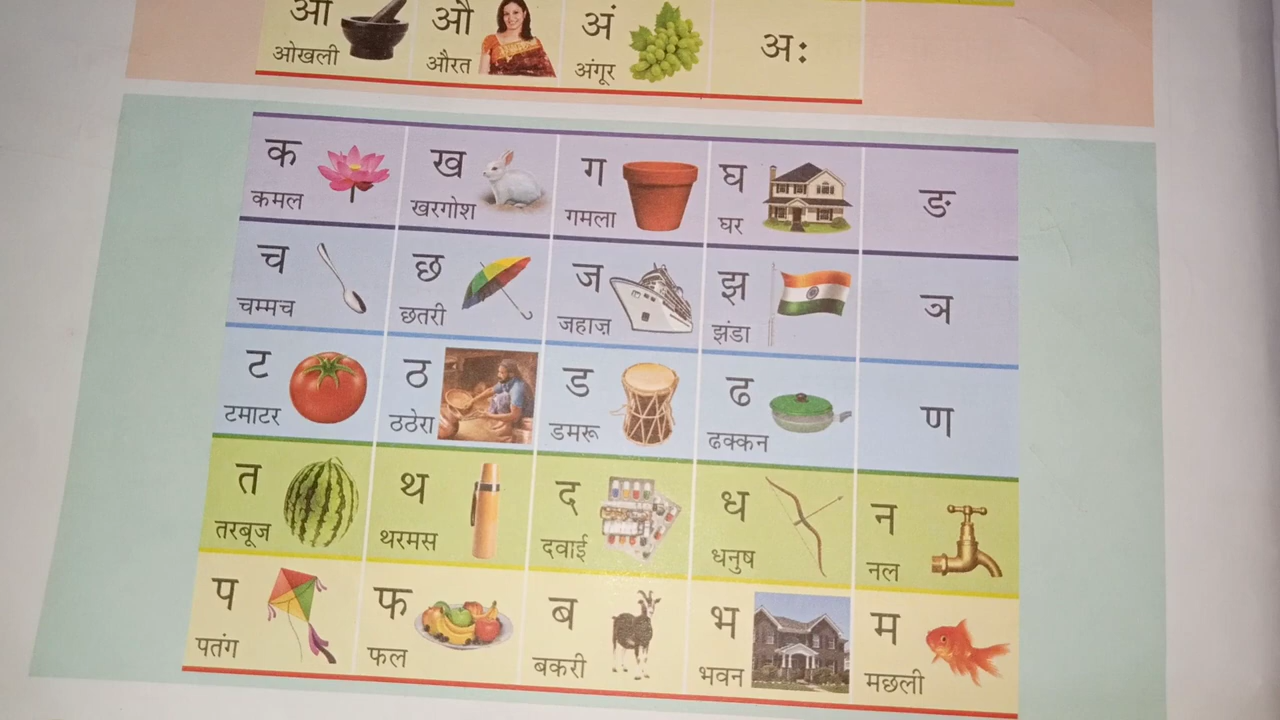 ओ औ अं अः
ओखली औरत अंगूर
क ख ग घ ङ
कमल खरगोश गमला घर
च छ ज झ ञ
चम्मच छतरी जहाज़ झंडा
ट ठ ड ढ ण
टमाटर ठठेरा डमरू ढक्कन
त थ द ध न
तरबूज थरमस दवाई धनुष नल
प फ ब भ म
पतंग फल बकरी भवन मछली